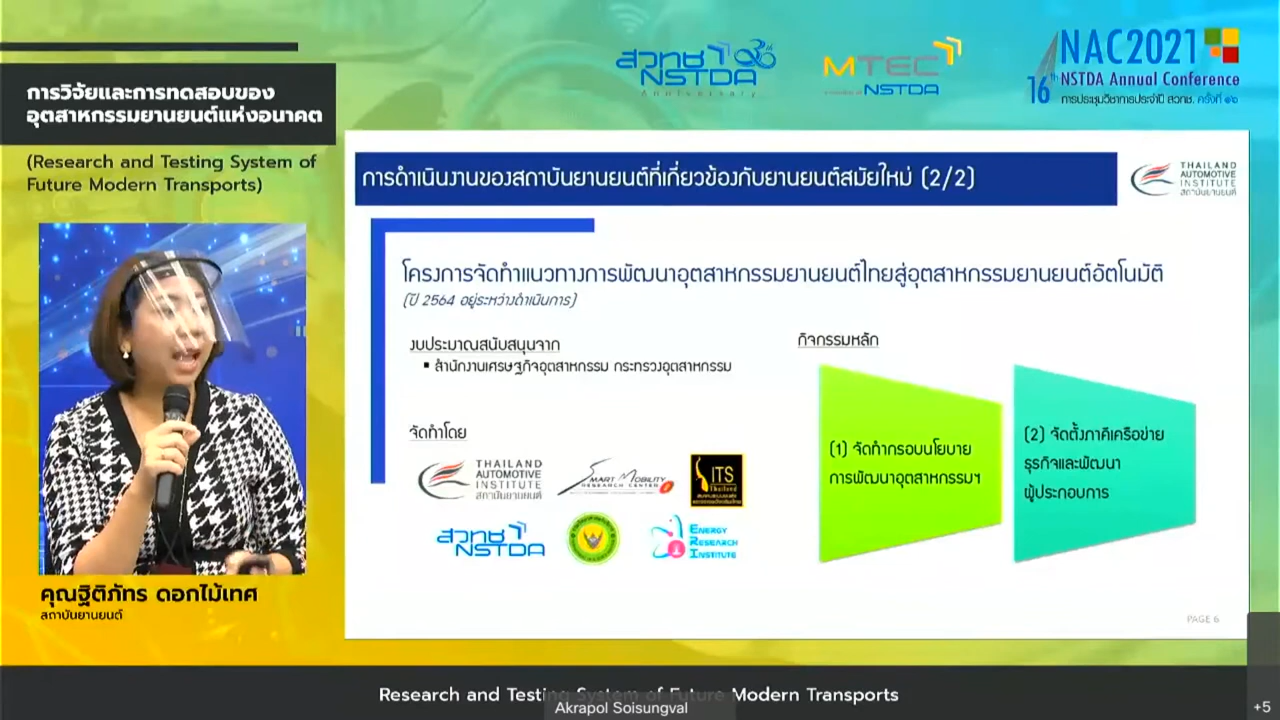 การวิจัยและการทดสอบของ
อุตสาหกรรมยานยนต์แห่งอนาคต
(Research and Testing System of
Future Modern Transports)
คุณฐิติภัทร ดอกไม้เทศ
สถาบันยานยนต์
สวทช
NSTDA
Anniversary
MTEC
NSTDA
NAC2021
16th NSTDA Annual Conference
การประชุมวิชาการประจำปี สวทช. ครั้งที่ ๑๖
การดำเนินงานของสถาบันยานยนต์ที่เกี่ยวข้องกับยานยนต์สมัยใหม่ (2/2)
THAILAND
AUTOMOTIVE
INSTITUTE
สถาบันยานยนต์
โครงการจัดทำแนวทางการพัฒนาอุตสาหกรรมยานยนต์ไทยสู่อุตสาหกรรมยานยนต์อัตโนมัติ
(ปี 2564 อยู่ระหว่างดำเนินการ)
งบประมาณสนับสนุนจาก
▪ สำนักงานเศรษฐกิจอุตสาหกรรม กระทรวงอุตสาหกรรม
จัดทำโดย
THAILAND
AUTOMOTIVE
INSTITUTE
สถาบันยานยนต์
SMART MOBILITY
RESEARCH CENTER
ITS
Thailand
สวทช
NSTDA
ENERGY
RESEARCH
INSTITUTE
กิจกรรมหลัก
(1) จัดทำกรอบนโยบาย
การพัฒนาอุตสาหกรรมฯ
(2) จัดตั้งภาคีเครือข่าย
ธุรกิจและพัฒนา
ผู้ประกอบการ
PAGE 6
Research and Testing System of Future Modern Transports
Akrapol Soisungval
+5